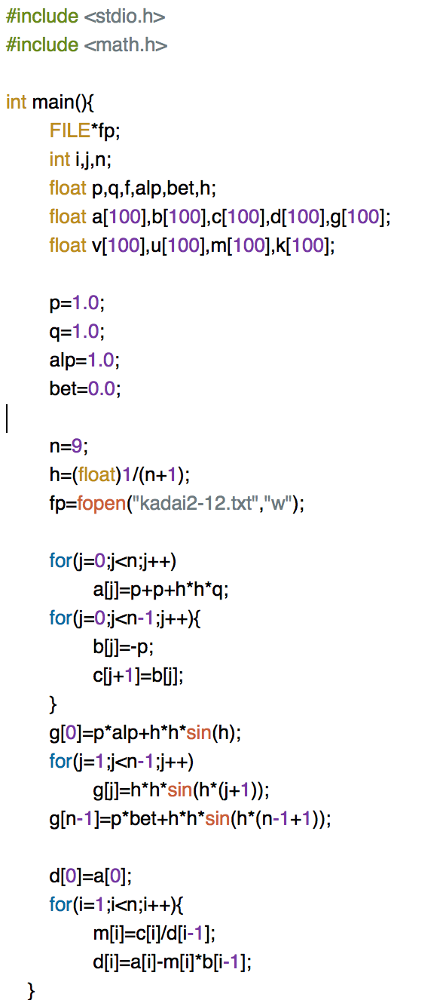 #include <stdio.h>
#include <math.h>
int main(){
FILE*fp;
int i,j,n;
float p,q,f,alp,bet,h;
float a[100],b[100],c[100],d[100],g[100];
float v[100],u[100],m[100],k[100];
p=1.0;
q=1.0;
alp=1.0;
bet=0.0;
n=9;
h=(float)1/(n+1);
fp=fopen("kadai2-12.txt","w");
for(j=0;j<n;j++)
a[j]=p+p+h*h*q;
for(j=0;j<n-1;j++){
b[j]=-p;
c[j+1]=b[j];
}
g[0]=p*alp+h*h*sin(h);
for(j=1;j<n-1;j++)
g[j]=h*h*sin(h*(j+1));
g[n-1]=p*bet+h*h*sin(h*(n-1+1));
d[0]=a[0];
for(i=1;i<n;i++){
m[i]=c[i]/d[i-1];
d[i]=a[i]-m[i]*b[i-1];
}